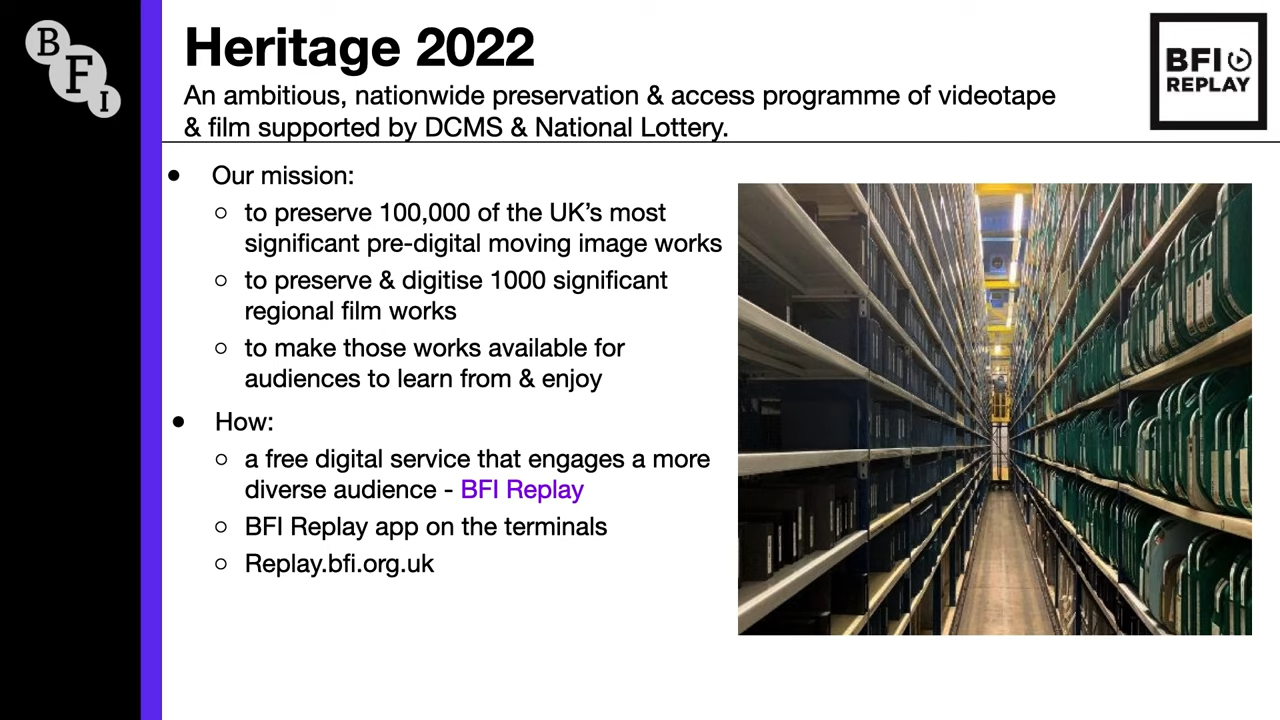 BFI
Heritage 2022
BFI
REPLAY
An ambitious, nationwide preservation & access programme of videotape
& film supported by DCMS & National Lottery.
● Our mission:
○ to preserve 100,000 of the UK’s most
significant pre-digital moving image works
○ to preserve & digitise 1000 significant
regional film works
○ to make those works available for
audiences to learn from & enjoy
● How:
○ a free digital service that engages a more
diverse audience - BFI Replay
○ BFI Replay app on the terminals
○ Replay.bfi.org.uk